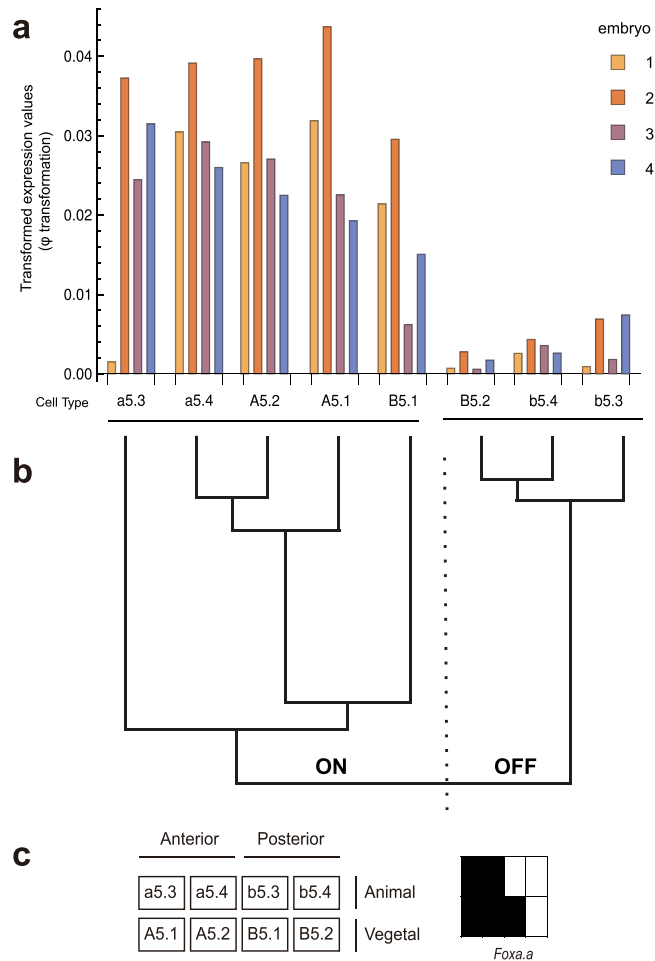 a
embryo
1
2
3
4
Transformed expression values
(φ transformation)
0.04
0.03
0.02
0.01
0.00
Cell Type a5.3 a5.4 A5.2 A5.1 B5.1 B5.2 b5.4 b5.3
b
ON OFF
c
Anterior Posterior
a5.3 a5.4 b5.3 b5.4 Animal
A5.1 A5.2 B5.1 B5.2 Vegetal
Foxa.a